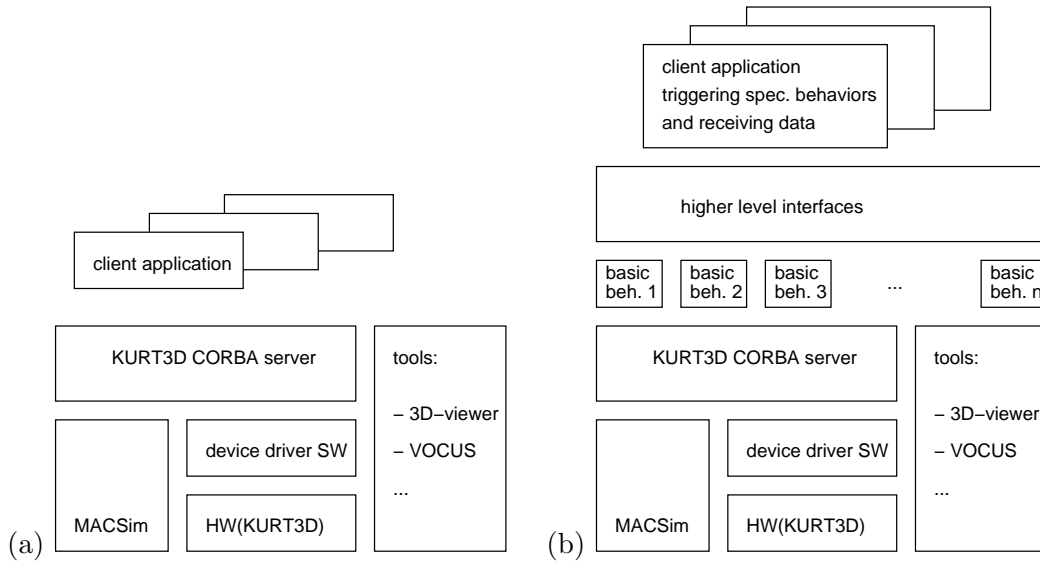 client application
KURT3D CORBA server
tools:
− 3D−viewer
− VOCUS
...
device driver SW
MACSim
HW(KURT3D)
(a)
client application
triggering spec. behaviors
and receiving data
higher level interfaces
basic
beh. 1
basic
beh. 2
basic
beh. 3
...
basic
beh. n
KURT3D CORBA server
tools:
− 3D−viewer
− VOCUS
...
device driver SW
MACSim
HW(KURT3D)
(b)